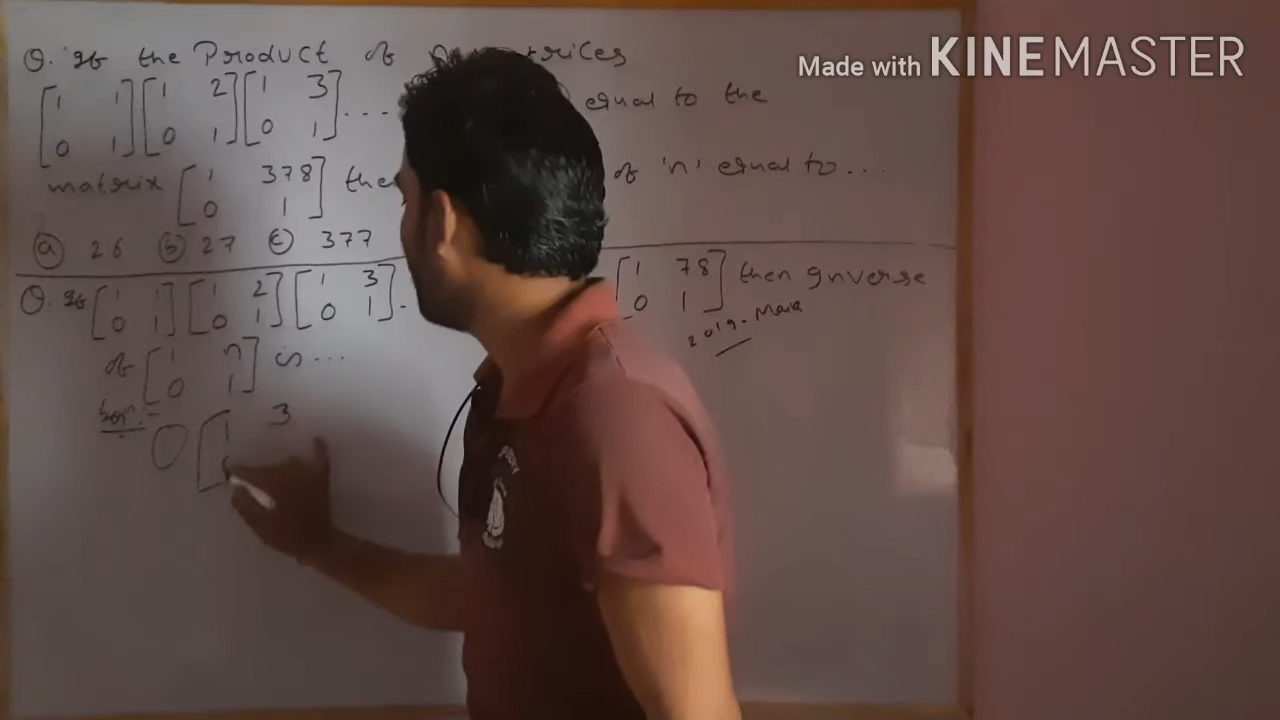 Made with KINEMASTER
Q. If the Product of
[1 1 0 1] [1 2 0 1] [1 3 0 1] .... equal to the
matrix [1 378 0 1] of 'n' equal to...
(a) 26 (b) 27 (c) 377
Q. If [1 1 0 1] [1 2 0 1] [1 3 0 1] . [1 78 0 1] then Inverse
2019-
of [1 n 0 1] is ...
Soln:-
[1 3